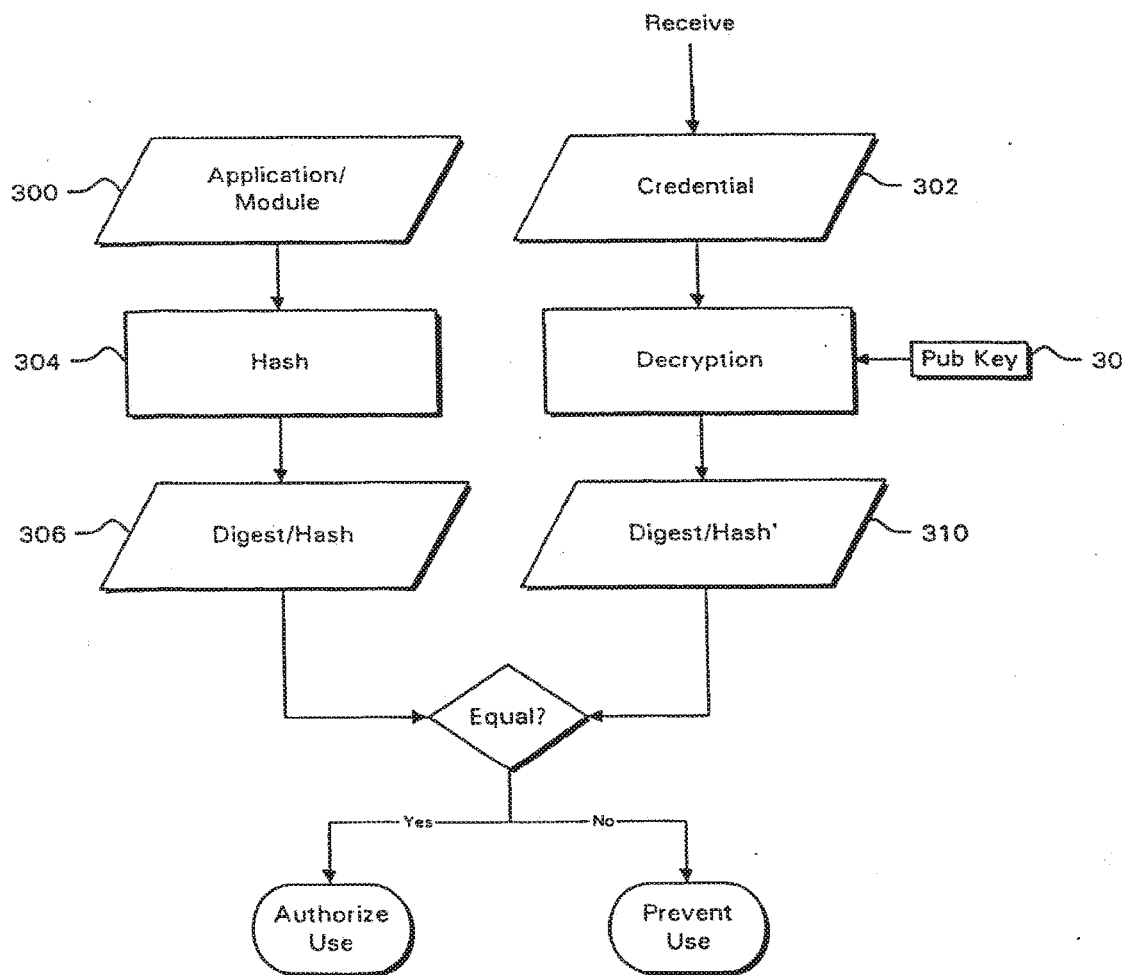 Receive
300
Application/
Module
Credential
302
304
Hash
Decryption
Pub Key
30
306
Digest/Hash
Digest/Hash'
310
Equal?
Yes
No
Authorize
Use
Prevent
Use